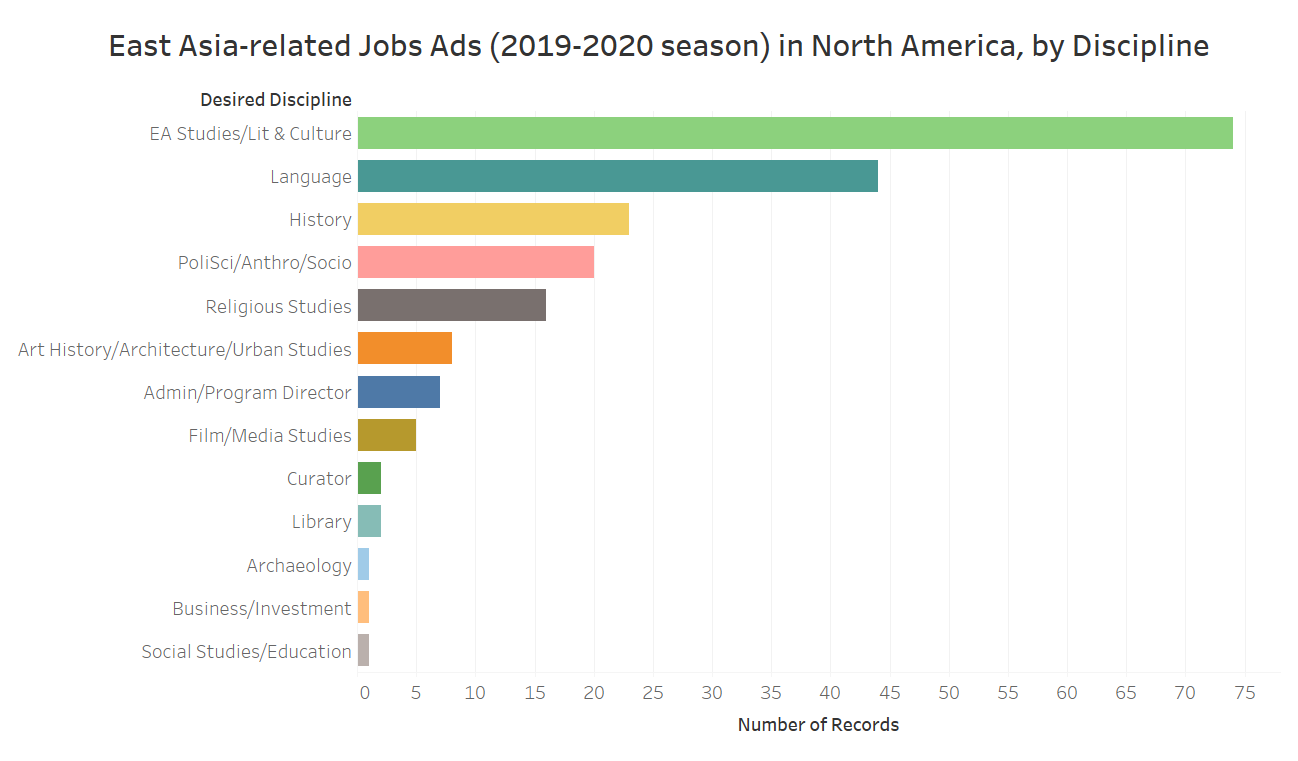 East Asia-related Jobs Ads (2019-2020 season) in North America, by Discipline
Desired Discipline
EA Studies/Lit & Culture
Language
History
PoliSci/Anthro/Socio
Religious Studies
Art History/Architecture/Urban Studies
Admin/Program Director
Film/Media Studies
Curator
Library
Archaeology
Business/Investment
Social Studies/Education
0 5 10 15 20 25 30 35 40 45 50 55 60 65 70 75
Number of Records